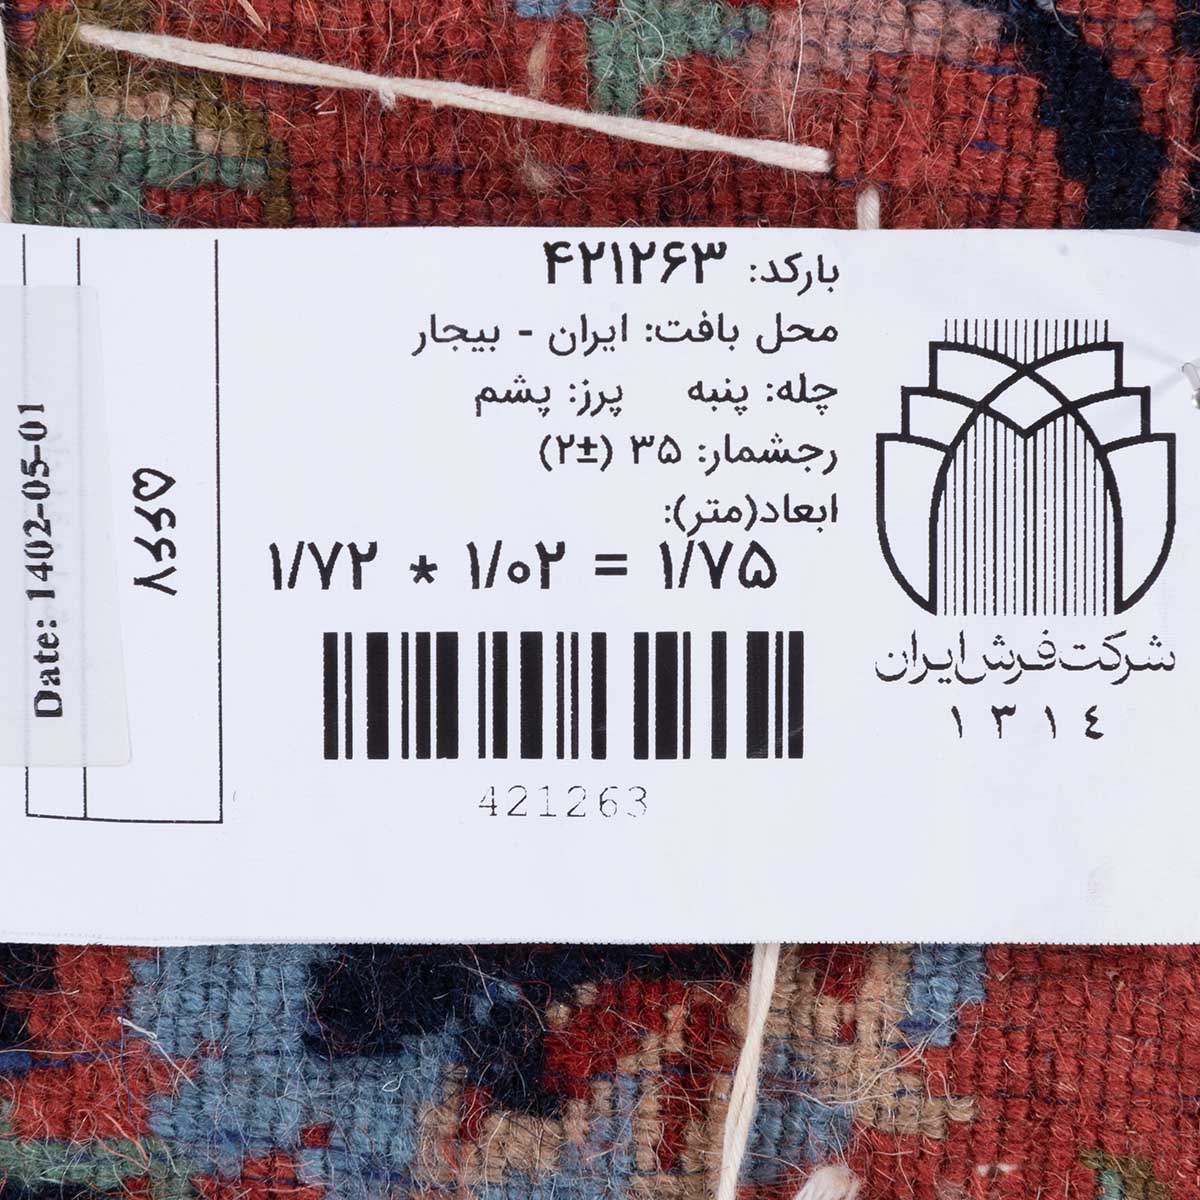 بارکد: ۴۲۱۲۶۳
محل بافت: ایران - بیجار
چله: پنبه پرز: پشم
رجشمار: ۳۵ (±۲)
ابعاد(متر):
۱/۷۲ * ۱/۰۲ = ۱/۷۵
421263
شرکت فرش ایران
١٣١٤
۸۶۶۵
Date: 1402-05-01